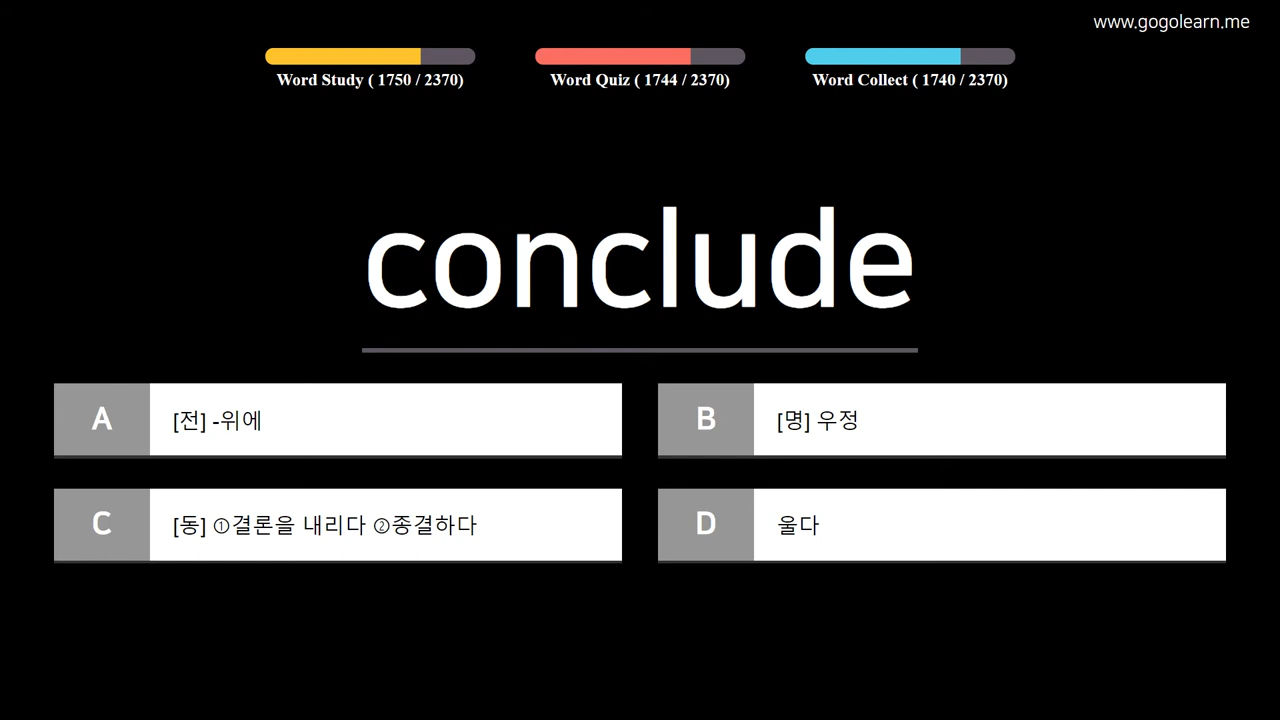 www.gogolearn.me
Word Study ( 1750 / 2370)
Word Quiz ( 1744 / 2370)
Word Collect ( 1740 / 2370)
conclude
A [전] -위에
B [명] 우정
C [동] ①결론을 내리다 ②종결하다
D 울다